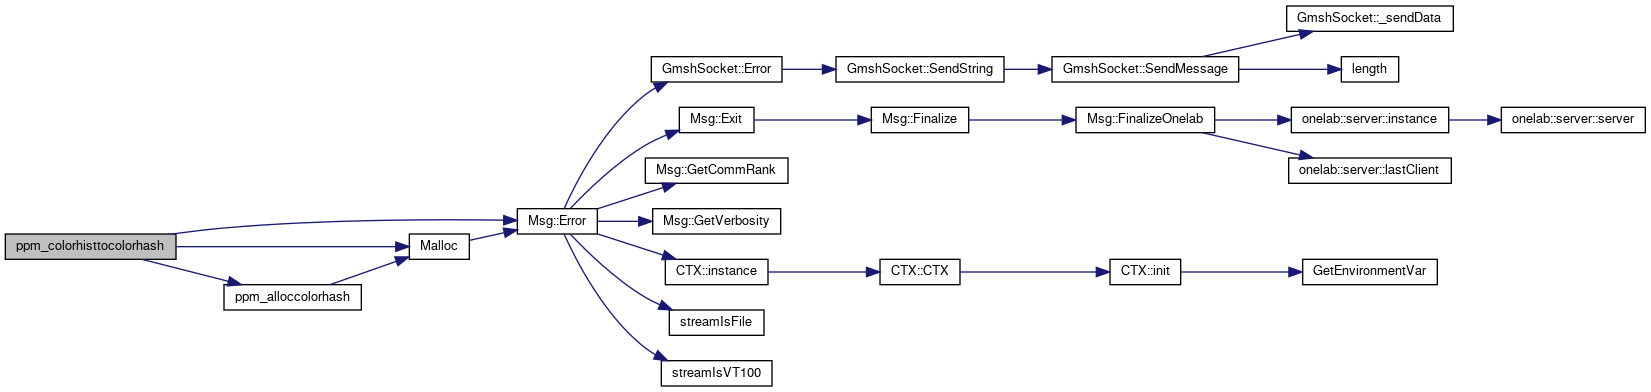 GmshSocket::_sendData
GmshSocket::Error
GmshSocket::SendString
GmshSocket::SendMessage
length
Msg::Exit
Msg::Finalize
Msg::FinalizeOnelab
onelab::server::instance
onelab::server::server
Msg::GetCommRank
onelab::server::lastClient
Msg::Error
Msg::GetVerbosity
ppm_colorhisttocolorhash
Malloc
CTX::instance
CTX::CTX
CTX::init
GetEnvironmentVar
ppm_alloccolorhash
streamIsFile
streamIsVT100